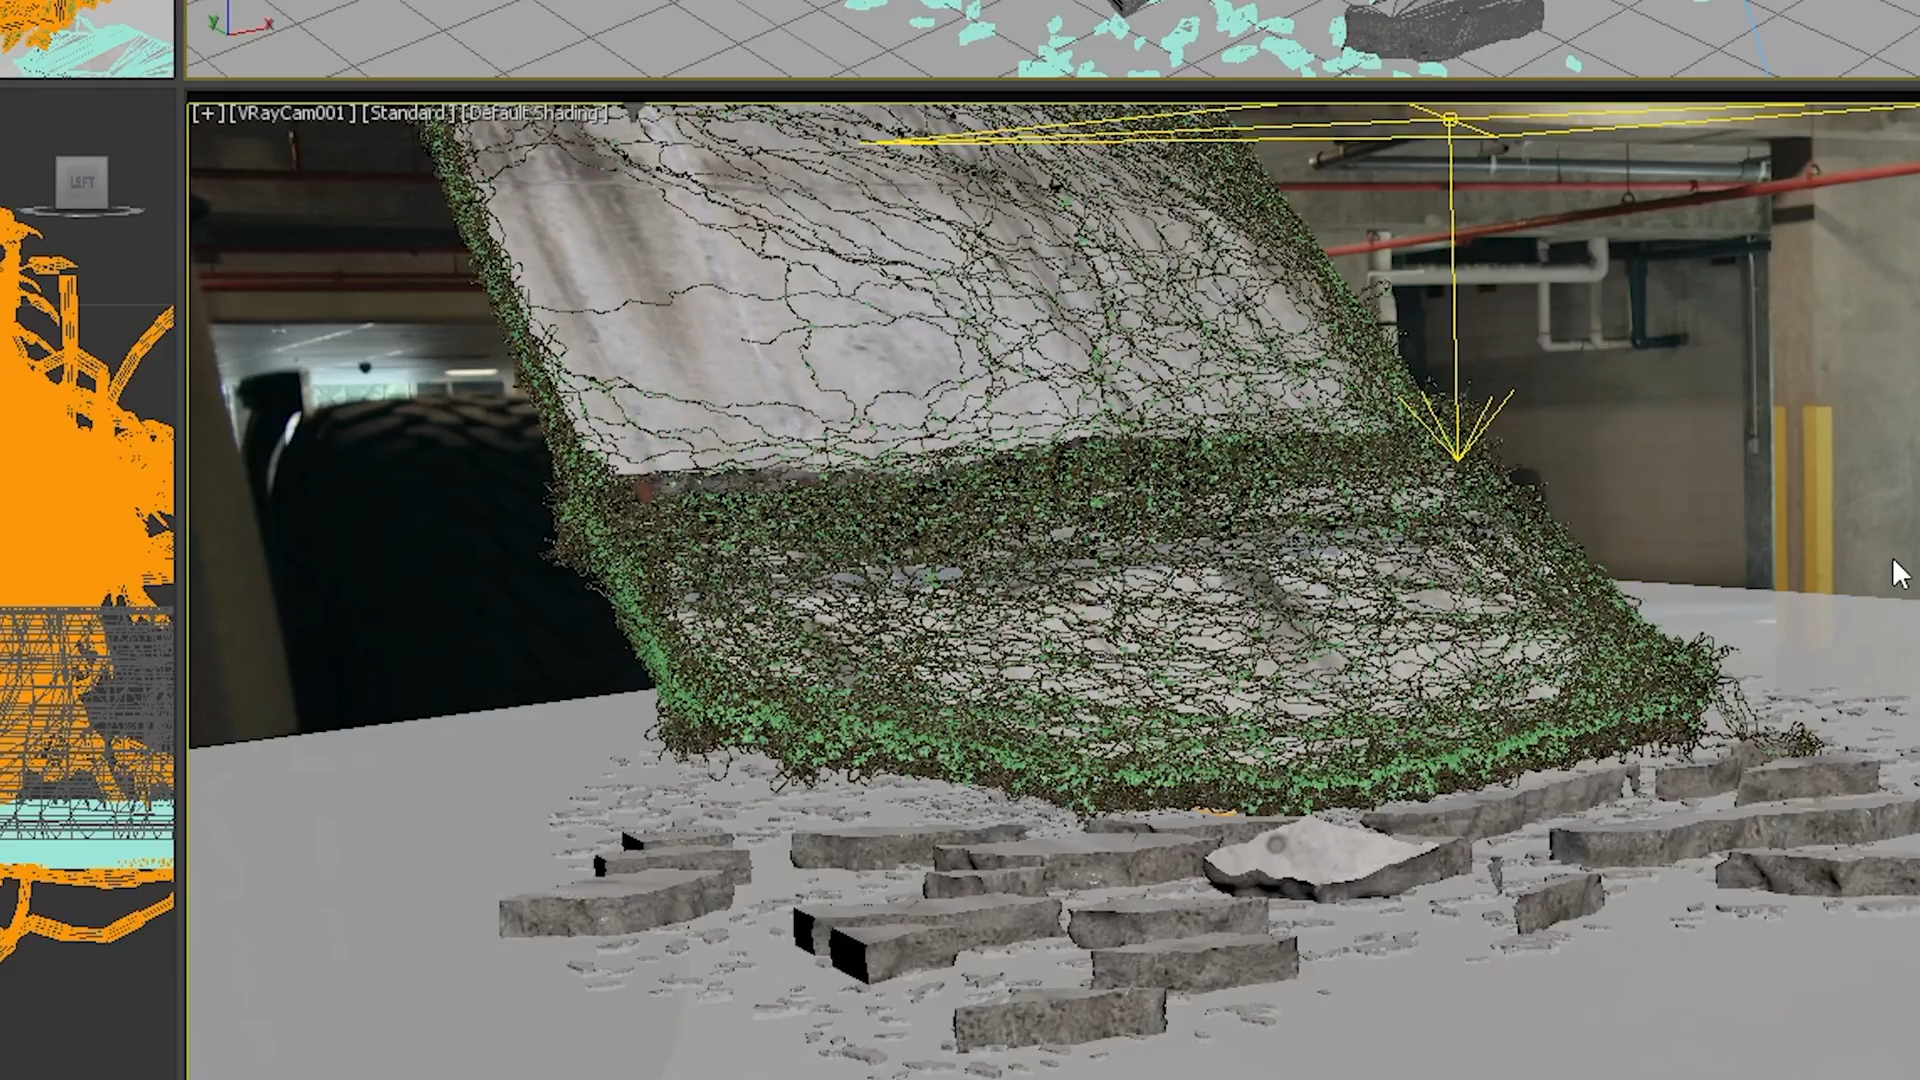 y x
[+] [VRayCam001 ] [Standard ] [Default Shading ]
LEFT